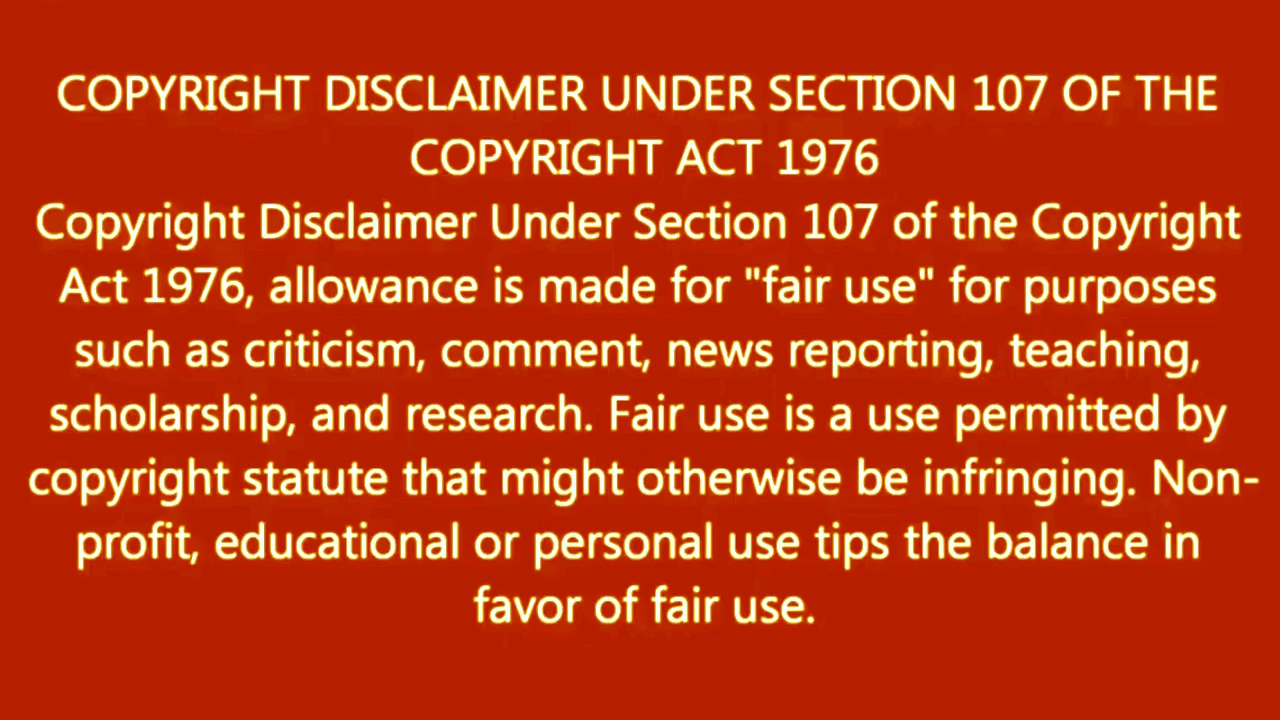 COPYRIGHT DISCLAIMER UNDER SECTION 107 OF THE
COPYRIGHT ACT 1976
Copyright Disclaimer Under Section 107 of the Copyright
Act 1976, allowance is made for "fair use" for purposes
such as criticism, comment, news reporting, teaching,
scholarship, and research. Fair use is a use permitted by
copyright statute that might otherwise be infringing. Non-
profit, educational or personal use tips the balance in
favor of fair use.